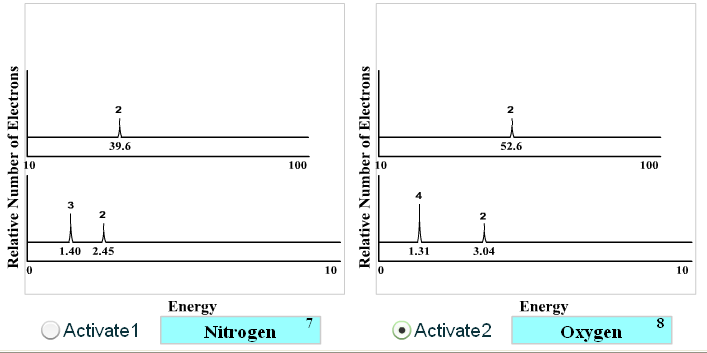 Relative Number of Electrons
2
39.6
10
100
3
2
1.40
2.45
0
10
Energy
Activate1
Nitrogen
7
Relative Number of Electrons
2
52.6
10
100
4
2
1.31
3.04
0
10
Energy
Activate2
Oxygen
8